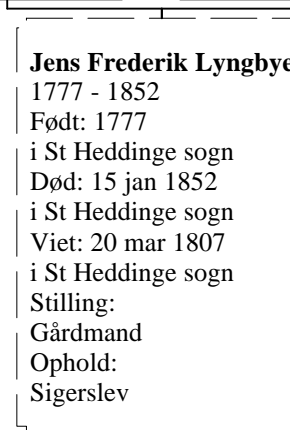 Jens Frederik Lyngbye
1777 - 1852
Født: 1777
i St Heddinge sogn
Død: 15 jan 1852
i St Heddinge sogn
Viet: 20 mar 1807
i St Heddinge sogn
Stilling:
Gårdmand
Ophold:
Sigerslev